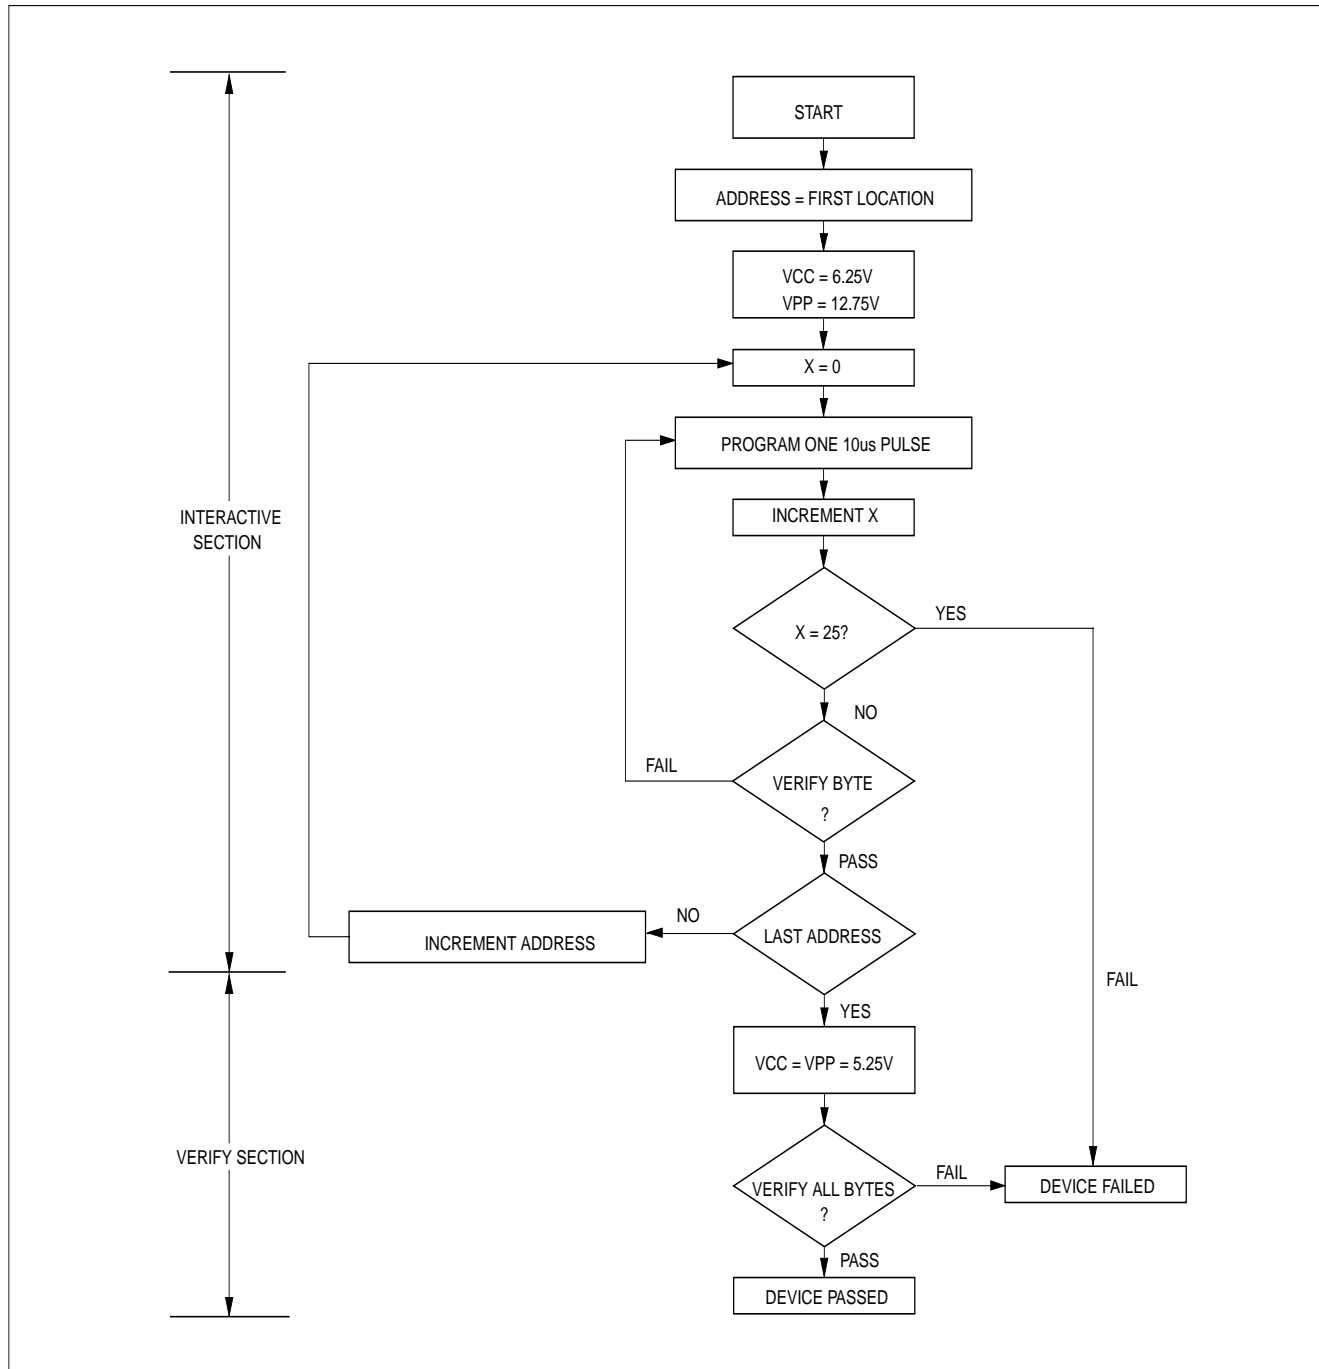 START
ADDRESS = FIRST LOCATION
VCC = 6.25V
VPP = 12.75V
X = 0
PROGRAM ONE 10us PULSE
INTERACTIVE
SECTION
INCREMENT X
X = 25?
YES
NO
FAIL
VERIFY BYTE
?
PASS
NO
INCREMENT ADDRESS
LAST ADDRESS
FAIL
YES
VCC = VPP = 5.25V
VERIFY SECTION
VERIFY ALL BYTES
?
FAIL
DEVICE FAILED
PASS
DEVICE PASSED